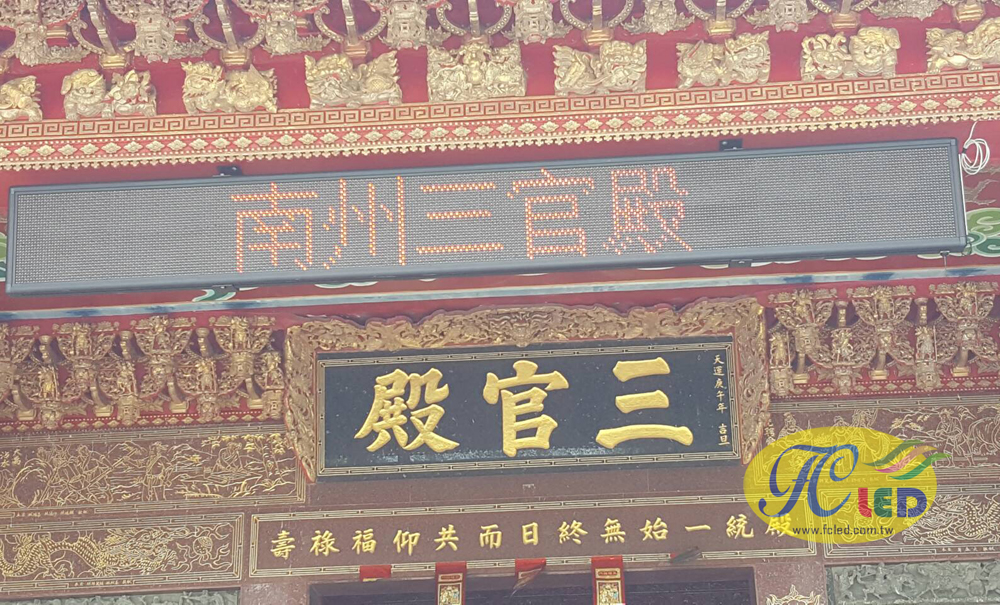 南州三官殿
天運庚午年 吉旦
三官殿
殿統一始無終日而共仰福祿壽
FC LED
www.fcled.com.tw